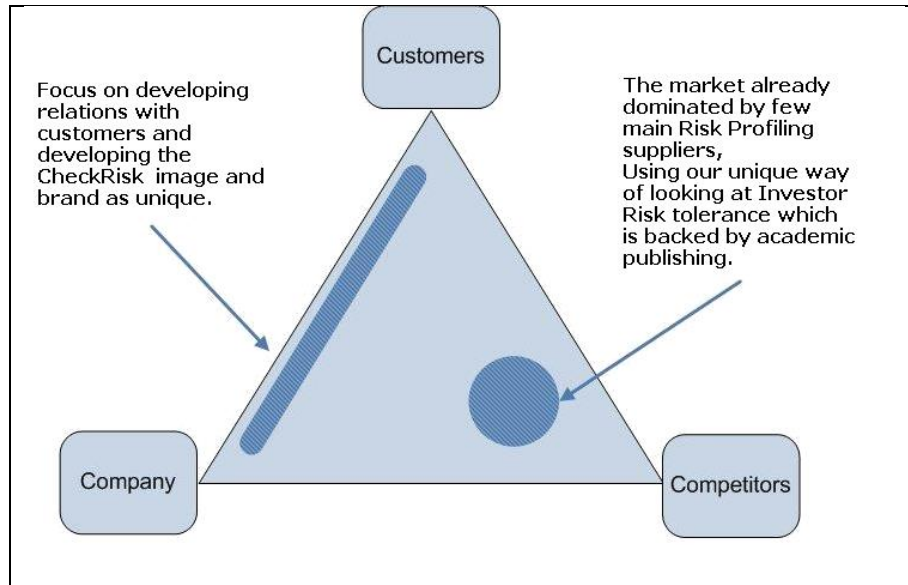 Customers
Focus on developing
relations with
customers and
developing the
CheckRisk image and
brand as unique.
The market already
dominated by few
main Risk Profiling
suppliers,
Using our unique way
of looking at Investor
Risk tolerance which
is backed by academic
publishing.
Company
Competitors